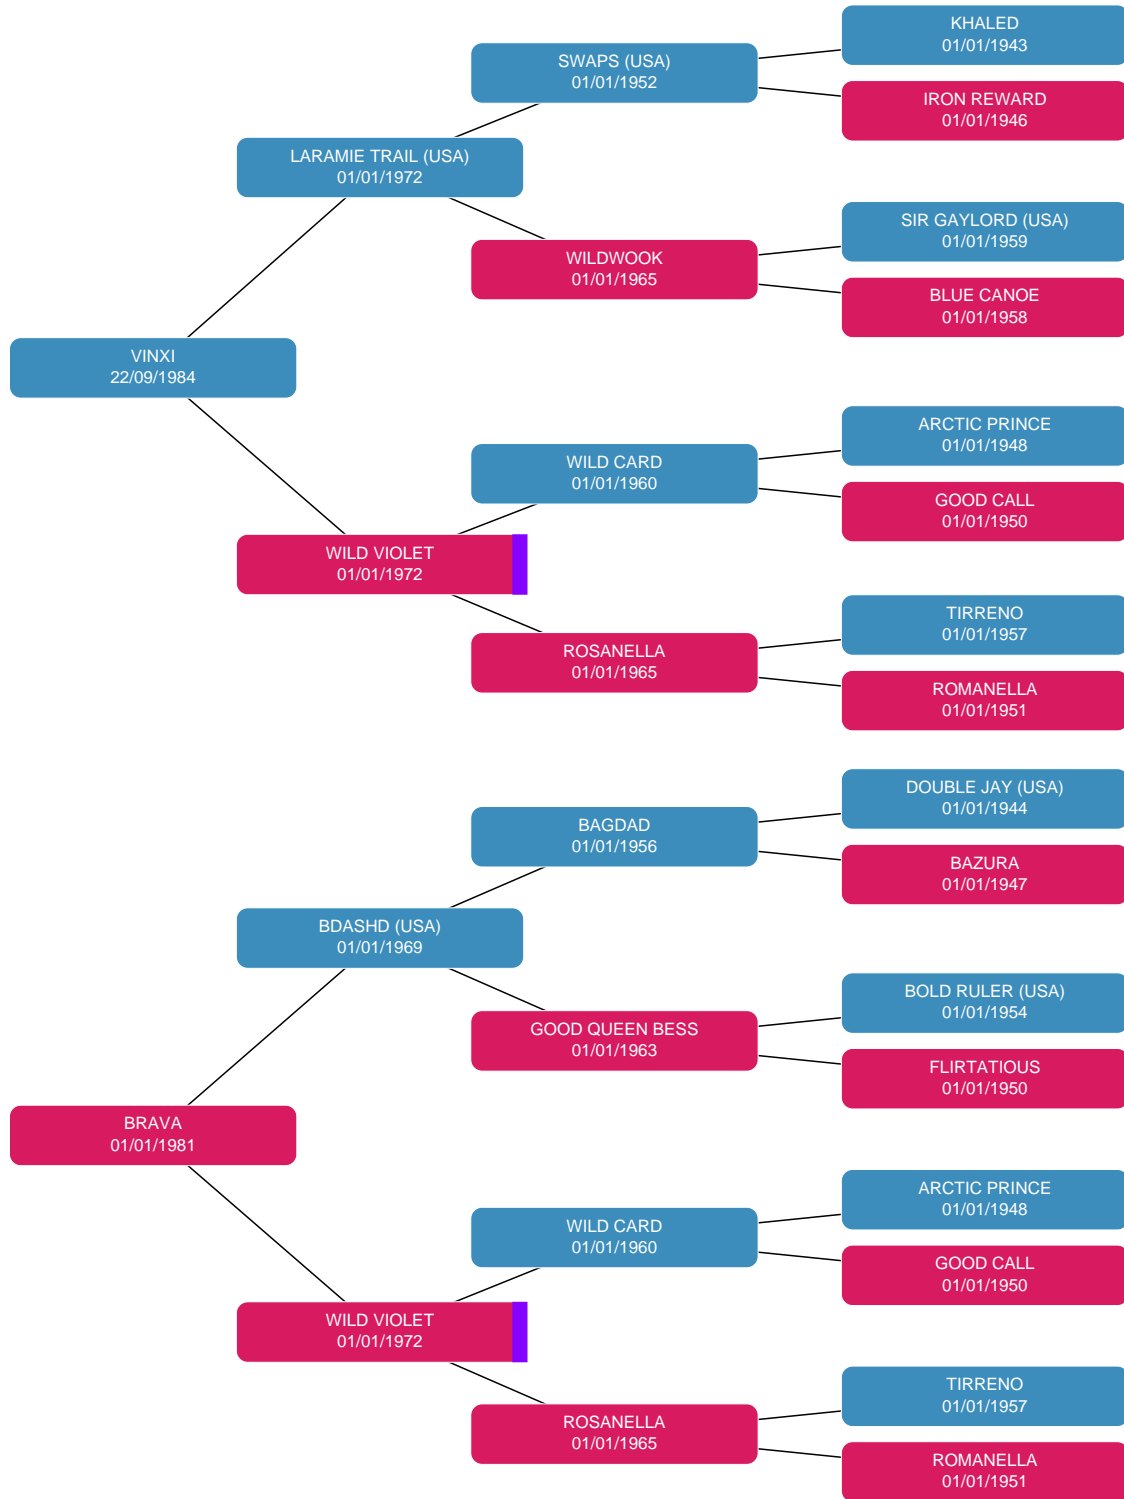 KHALED
01/01/1943
SWAPS (USA)
01/01/1952
IRON REWARD
01/01/1946
LARAMIE TRAIL (USA)
01/01/1972
SIR GAYLORD (USA)
01/01/1959
WILDWOOK
01/01/1965
BLUE CANOE
01/01/1958
VINXI
22/09/1984
ARCTIC PRINCE
01/01/1948
WILD CARD
01/01/1960
GOOD CALL
01/01/1950
WILD VIOLET
01/01/1972
TIRRENO
01/01/1957
ROSANELLA
01/01/1965
ROMANELLA
01/01/1951
DOUBLE JAY (USA)
01/01/1944
BAGDAD
01/01/1956
BAZURA
01/01/1947
BDASHD (USA)
01/01/1969
BOLD RULER (USA)
01/01/1954
GOOD QUEEN BESS
01/01/1963
FLIRTATIOUS
01/01/1950
BRAVA
01/01/1981
ARCTIC PRINCE
01/01/1948
WILD CARD
01/01/1960
GOOD CALL
01/01/1950
WILD VIOLET
01/01/1972
TIRRENO
01/01/1957
ROSANELLA
01/01/1965
ROMANELLA
01/01/1951